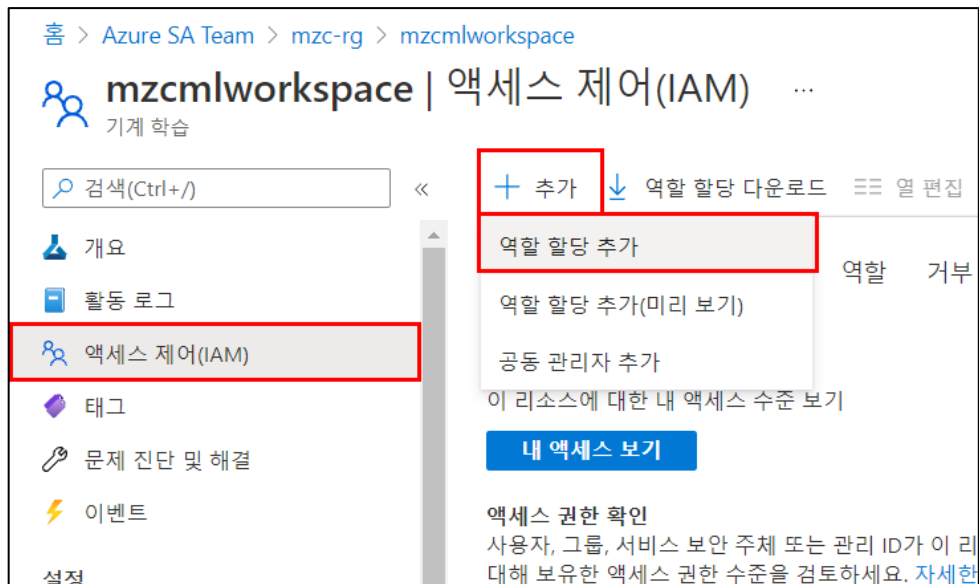 홈 > Azure SA Team > mzc-rg > mzcmlworkspace
mzcmlworkspace | 액세스 제어(IAM) ...
기계 학습
검색(Ctrl+/) «
+ 추가 역할 할당 다운로드 열 편집
개요
역할 할당 추가
역할 거부
활동 로그
역할 할당 추가(미리 보기)
액세스 제어(IAM)
공동 관리자 추가
태그
이 리소스에 대한 내 액세스 수준 보기
문제 진단 및 해결
내 액세스 보기
이벤트
액세스 권한 확인
사용자, 그룹, 서비스 보안 주체 또는 관리 ID가 이 리
설정
대해 보유한 액세스 권한 수준을 검토하세요. 자세한